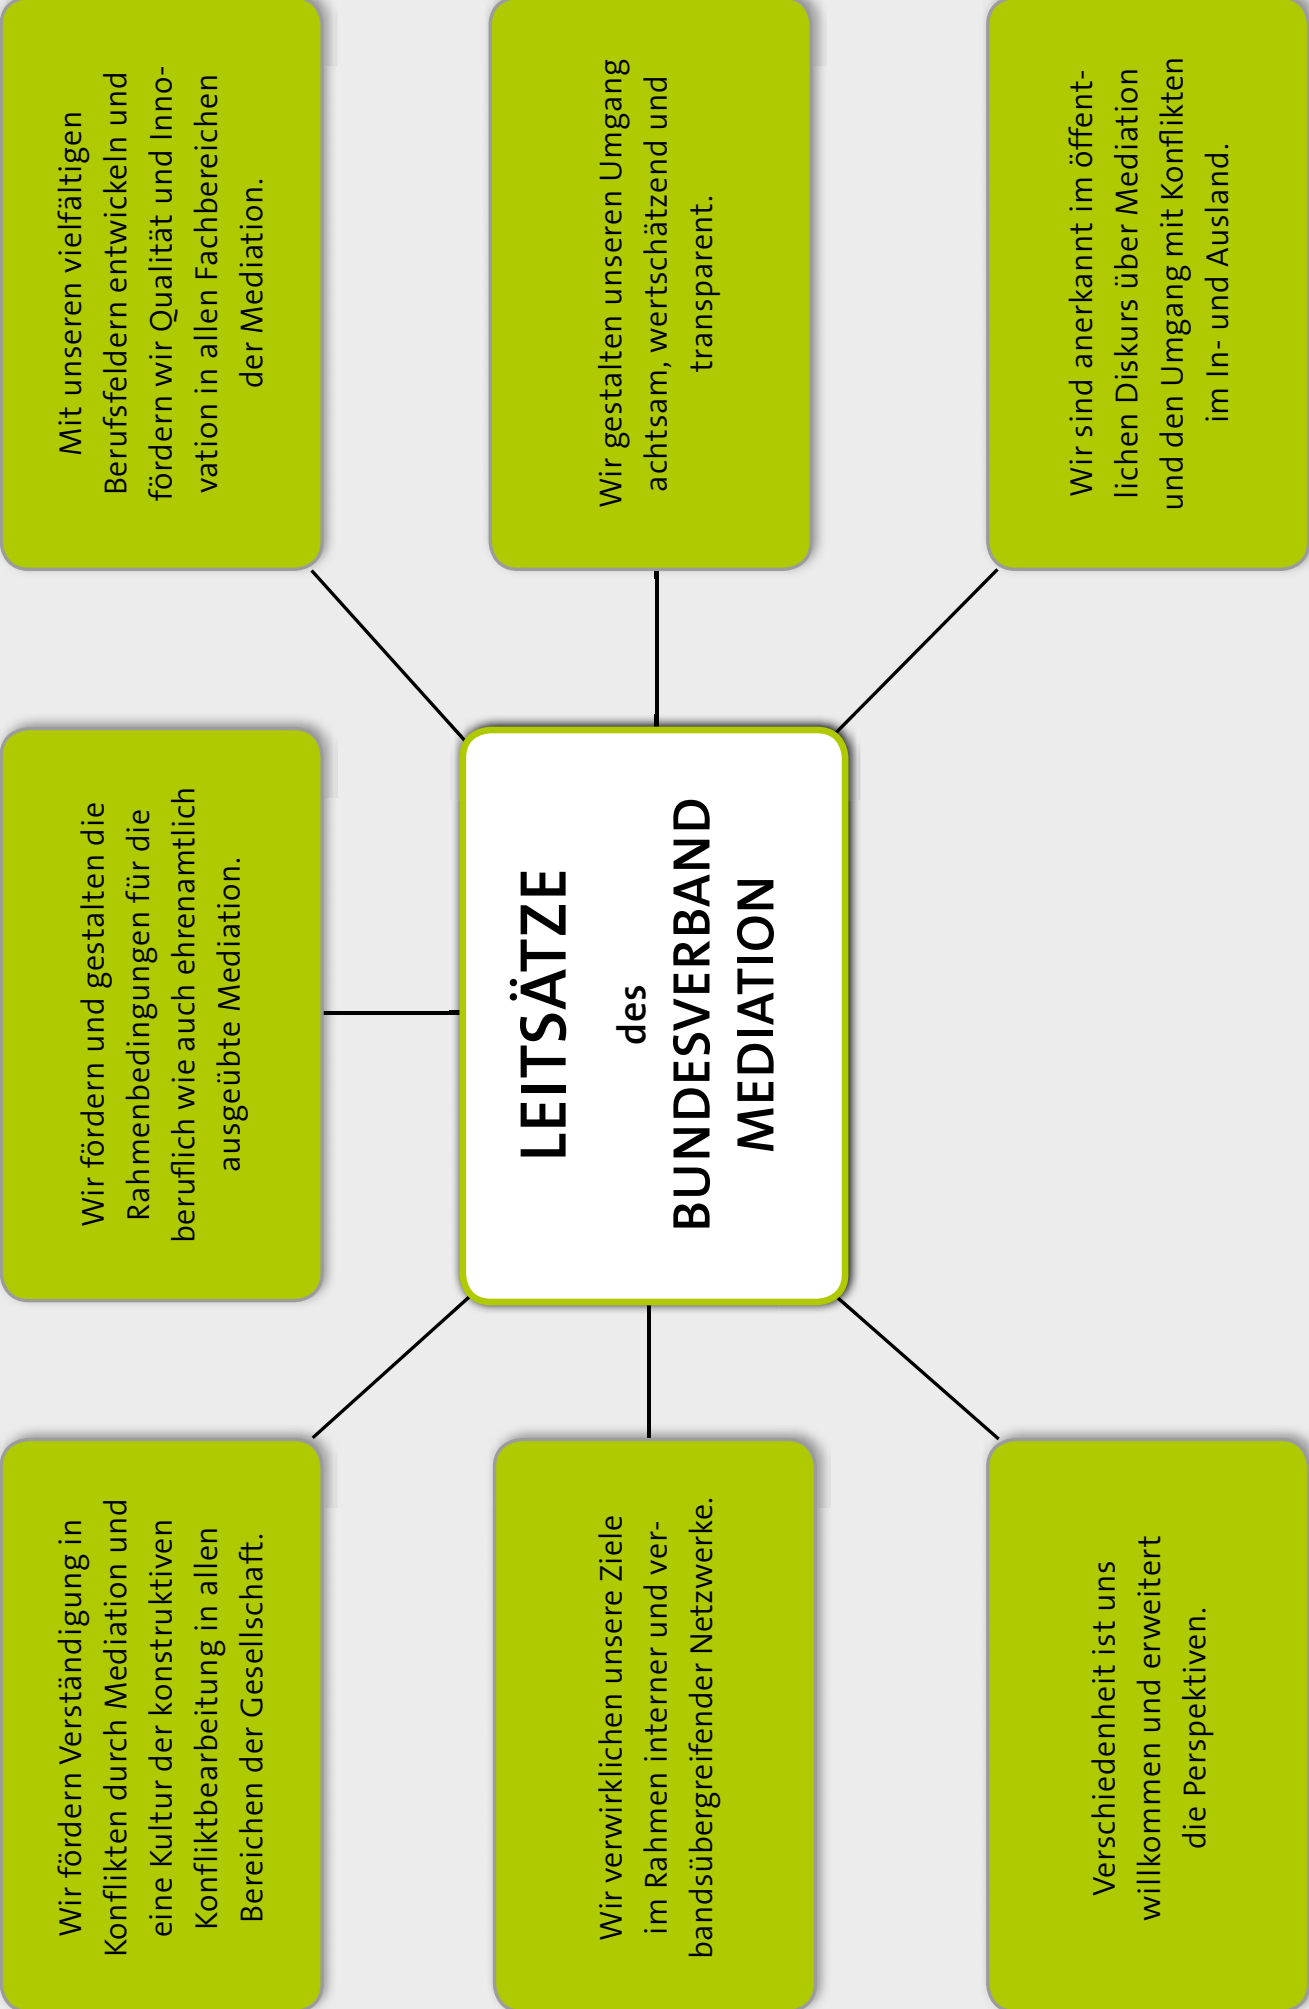 Wir fördern Verständigung in
Konflikten durch Mediation und
eine Kultur der konstruktiven
Konfliktbearbeitung in allen
Bereichen der Gesellschaft.
Wir fördern und gestalten die
Rahmenbedingungen für die
beruflich wie auch ehrenamtlich
ausgeübte Mediation.
Mit unseren vielfältigen
Berufsfeldern entwickeln und
fördern wir Qualität und Inno-
vation in allen Fachbereichen
der Mediation.
Wir verwirklichen unsere Ziele
im Rahmen interner und ver-
bandsübergreifender Netzwerke.
LEITSÄTZE
des
BUNDESVERBAND
MEDIATION
Wir gestalten unseren Umgang
achtsam, wertschätzend und
transparent.
Verschiedenheit ist uns
willkommen und erweitert
die Perspektiven.
Wir sind anerkannt im öffent-
lichen Diskurs über Mediation
und den Umgang mit Konflikten
im In- und Ausland.